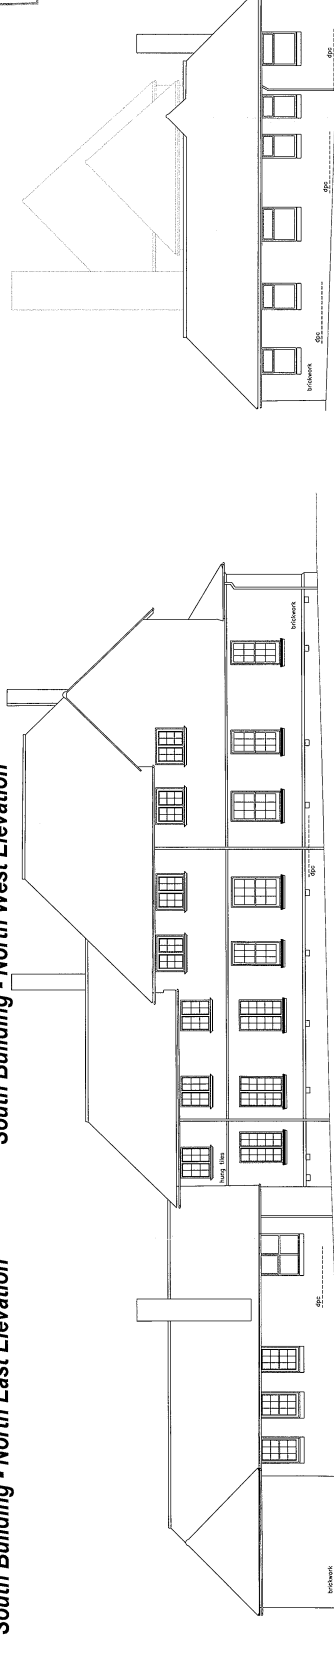 South Building - North East Elevation
South Building - North West Elevation
brickwork
dpc
hung tiles
dpc
brickwork
brickwork
dpc
dpc
dpc